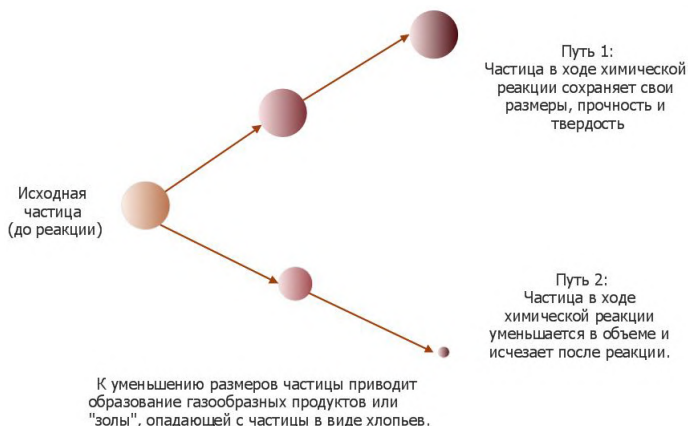 Путь 1:
Частица в ходе химической
реакции сохраняет свои
размеры, прочность и
твердость
Исходная
частица
(до реакции)
Путь 2:
Частица в ходе
химической реакции
уменьшается в объеме и
исчезает после реакции.
К уменьшению размеров частицы приводит
образование газообразных продуктов или
"золы", опадающей с частицы в виде хлопьев.